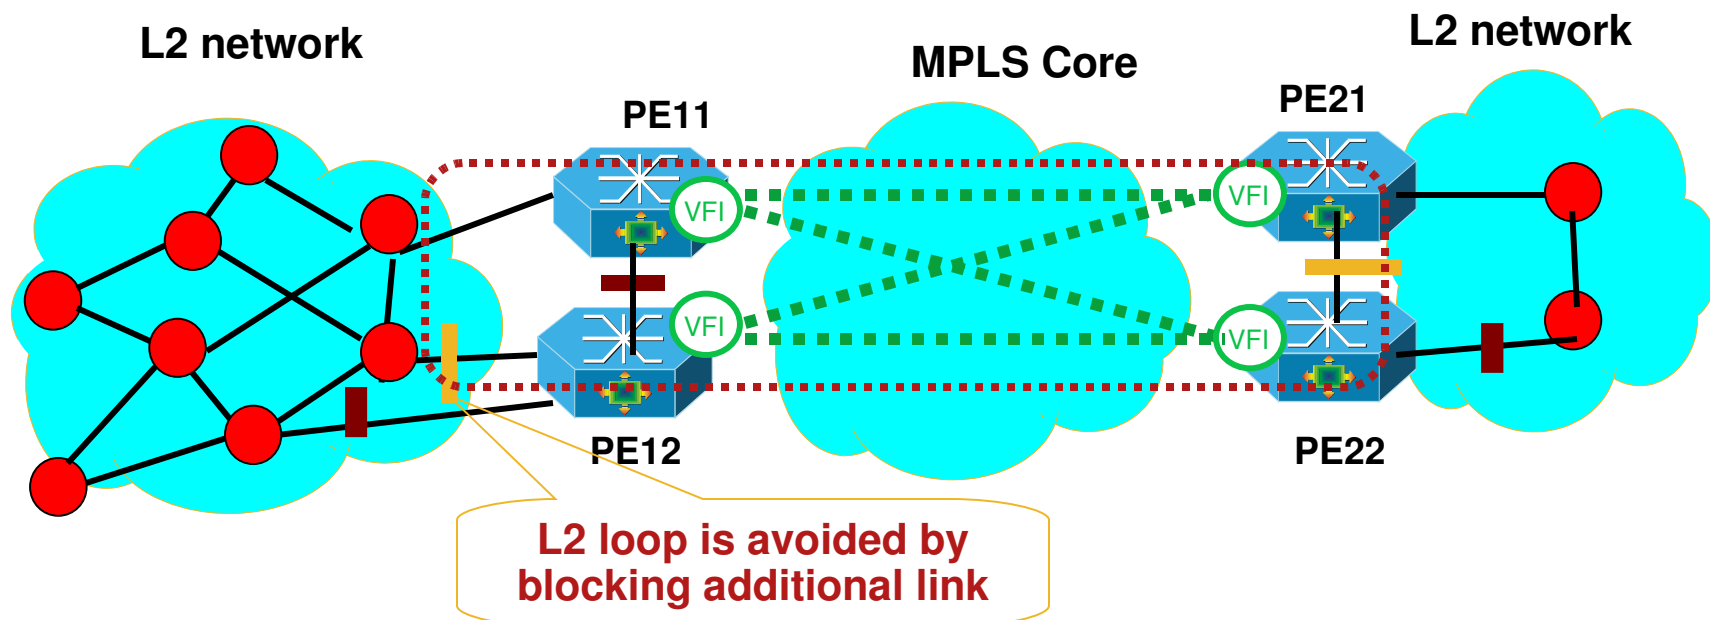 L2 network
MPLS Core
L2 network
PE11
PE21
VFI
VFI
VFI
VFI
PE12
PE22
L2 loop is avoided by
blocking additional link